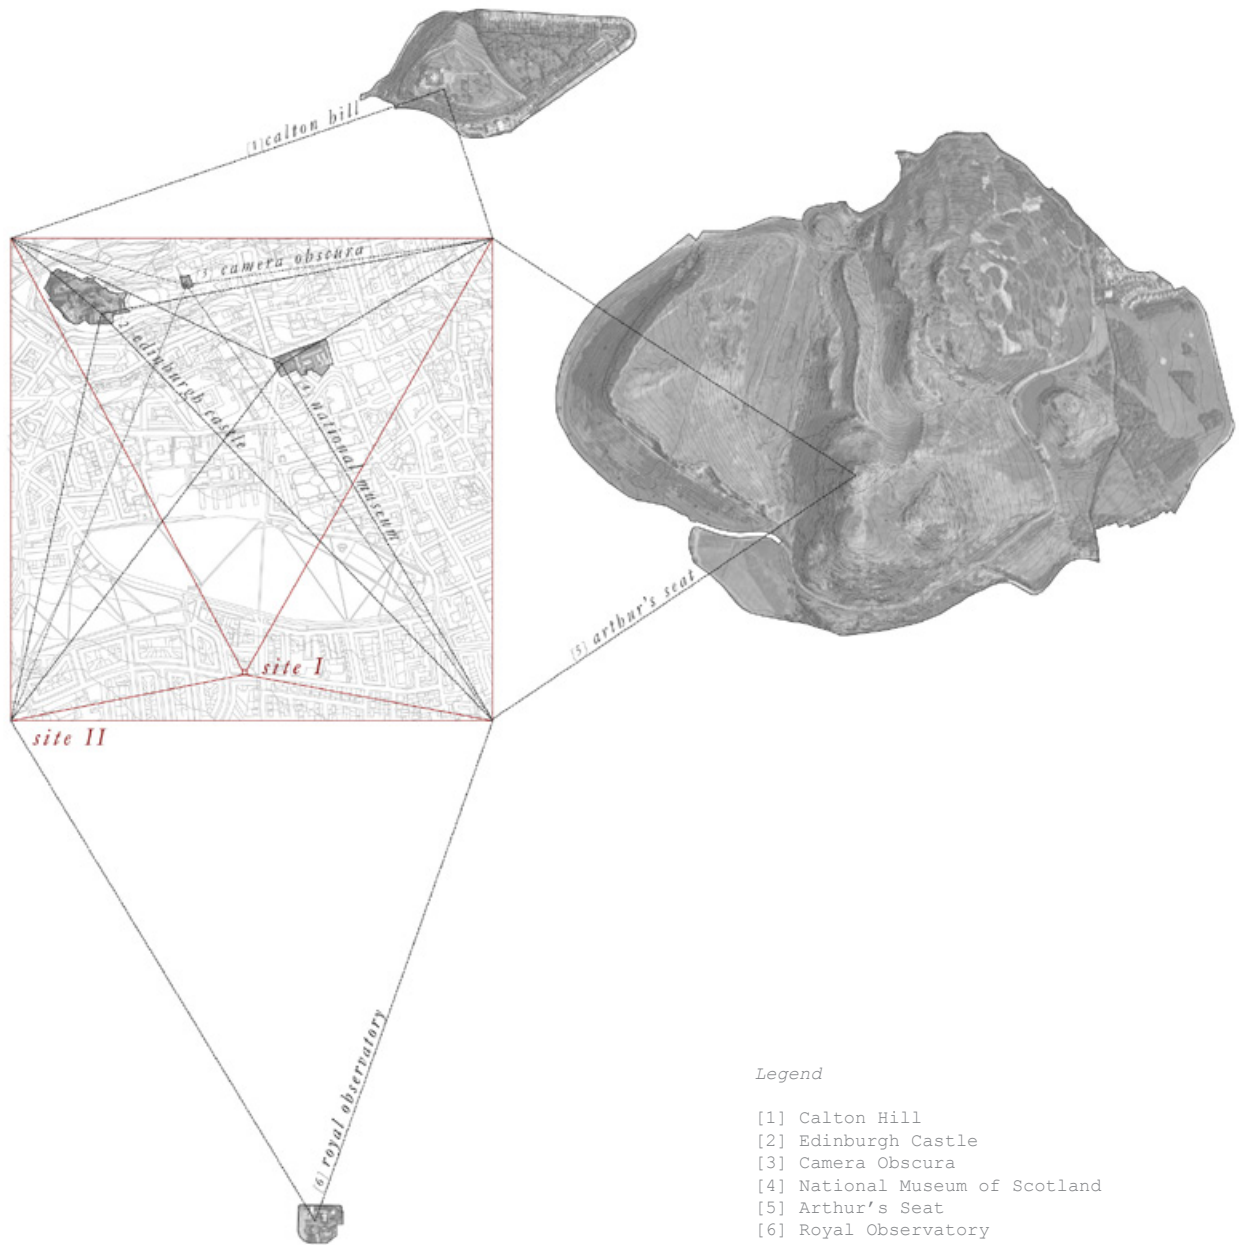 [1] calton hill
[3] camera obscura
[2] edinburgh castle
[4] national museum
[5] arthur's seat
site I
site II
[6] royal observatory
Legend
[1] Calton Hill
[2] Edinburgh Castle
[3] Camera Obscura
[4] National Museum of Scotland
[5] Arthur’s Seat
[6] Royal Observatory